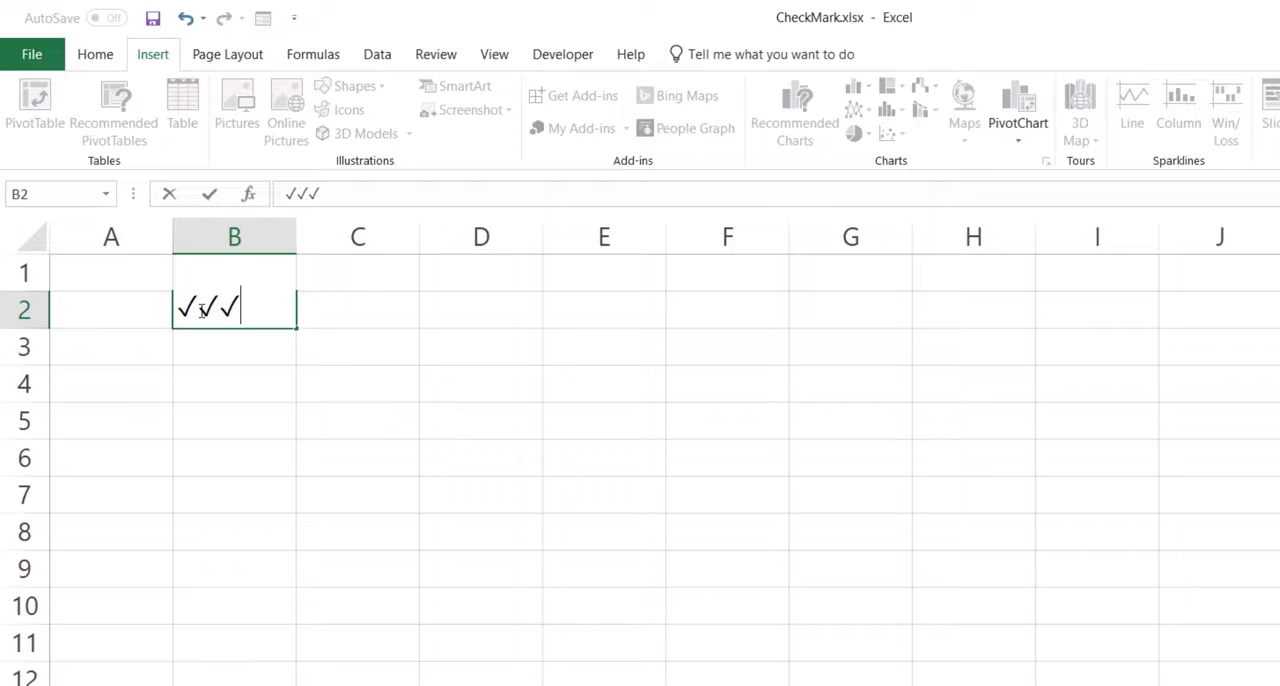 AutoSave Off CheckMark.xlsx - Excel
File Home Insert Page Layout Formulas Data Review View Developer Help Tell me what you want to do
PivotTable Recommended PivotTables Table Pictures Online Pictures Shapes Icons 3D Models SmartArt Screenshot Get Add-ins My Add-ins Bing Maps People Graph Recommended Charts Maps PivotChart 3D Map Line Column Win/ Loss
Tables Illustrations Add-ins Charts Tours Sparklines
B2 fx ✓✓✓
A B C D E F G H I J
1
2 ✓✓✓
3
4
5
6
7
8
9
10
11
12